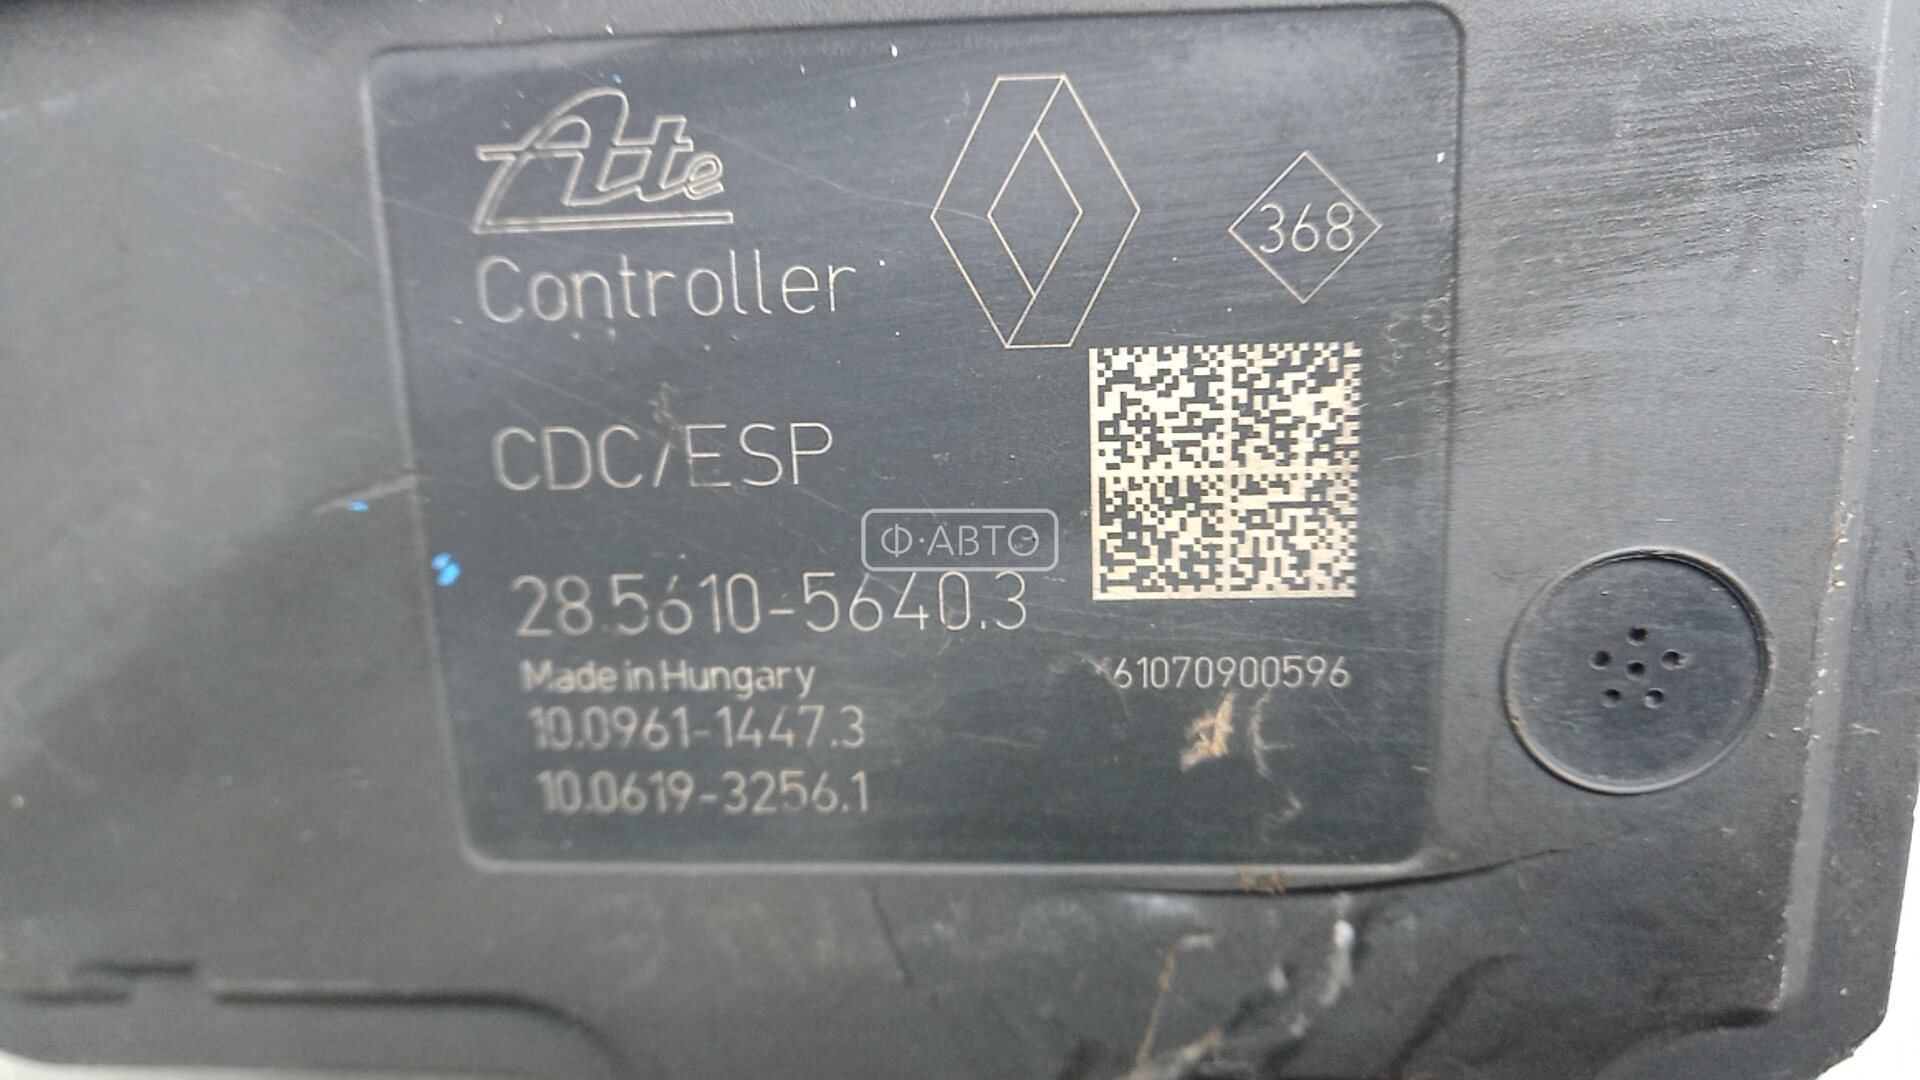 Ate
368
Controller
CDC/ESP
Ф·АВТО
28.5610-5640.3
Made in Hungary
61070900596
10.0961-1447.3
10.0619-3256.1